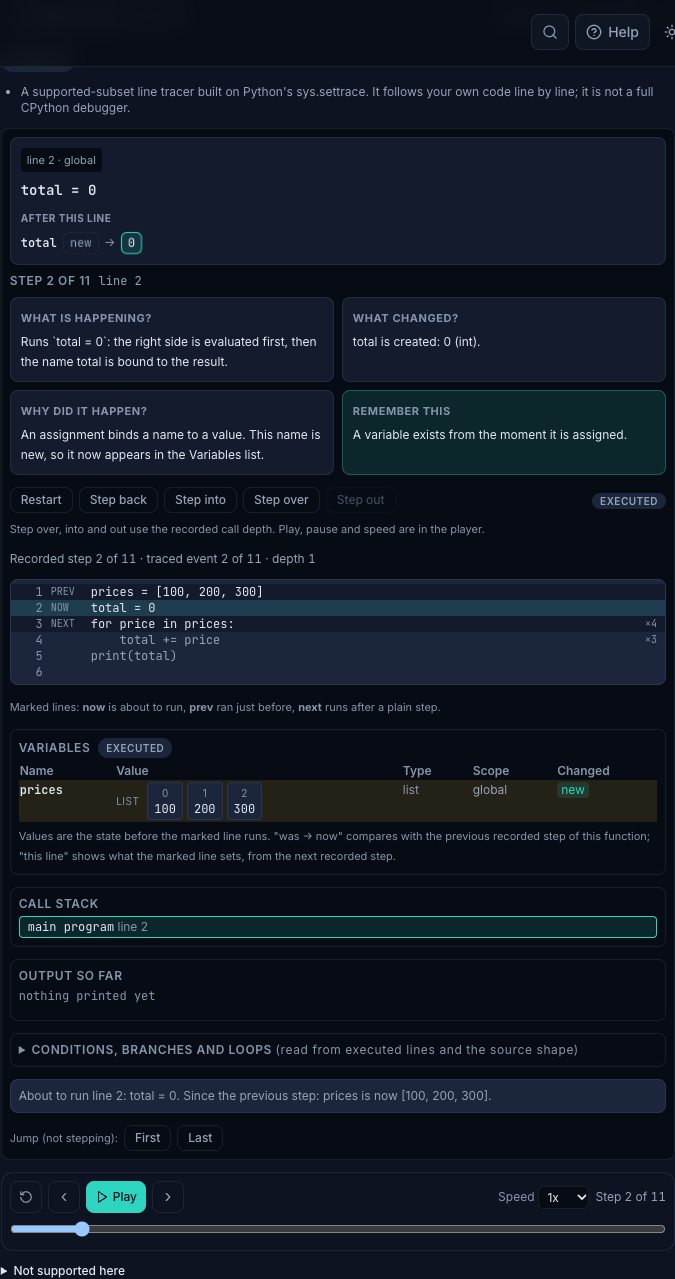 Help
A supported-subset line tracer built on Python's sys.settrace. It follows your own code line by line; it is not a full
CPython debugger.
line 2 · global
total = 0
AFTER THIS LINE
total new → 0
STEP 2 OF 11 line 2
WHAT IS HAPPENING?
Runs `total = 0`: the right side is evaluated first, then
the name total is bound to the result.
WHAT CHANGED?
total is created: 0 (int).
WHY DID IT HAPPEN?
An assignment binds a name to a value. This name is
new, so it now appears in the Variables list.
REMEMBER THIS
A variable exists from the moment it is assigned.
Restart Step back Step into Step over Step out EXECUTED
Step over, into and out use the recorded call depth. Play, pause and speed are in the player.
Recorded step 2 of 11 · traced event 2 of 11 · depth 1
1 PREV prices = [100, 200, 300]
2 NOW total = 0
3 NEXT for price in prices: ×4
4 total += price ×3
5 print(total)
6
Marked lines: now is about to run, prev ran just before, next runs after a plain step.
VARIABLES EXECUTED
Name Value Type Scope Changed
prices LIST 0 1 2 list global new
100 200 300
Values are the state before the marked line runs. "was → now" compares with the previous recorded step of this function;
"this line" shows what the marked line sets, from the next recorded step.
CALL STACK
main program line 2
OUTPUT SO FAR
nothing printed yet
CONDITIONS, BRANCHES AND LOOPS (read from executed lines and the source shape)
About to run line 2: total = 0. Since the previous step: prices is now [100, 200, 300].
Jump (not stepping): First Last
Play Speed 1x Step 2 of 11
Not supported here